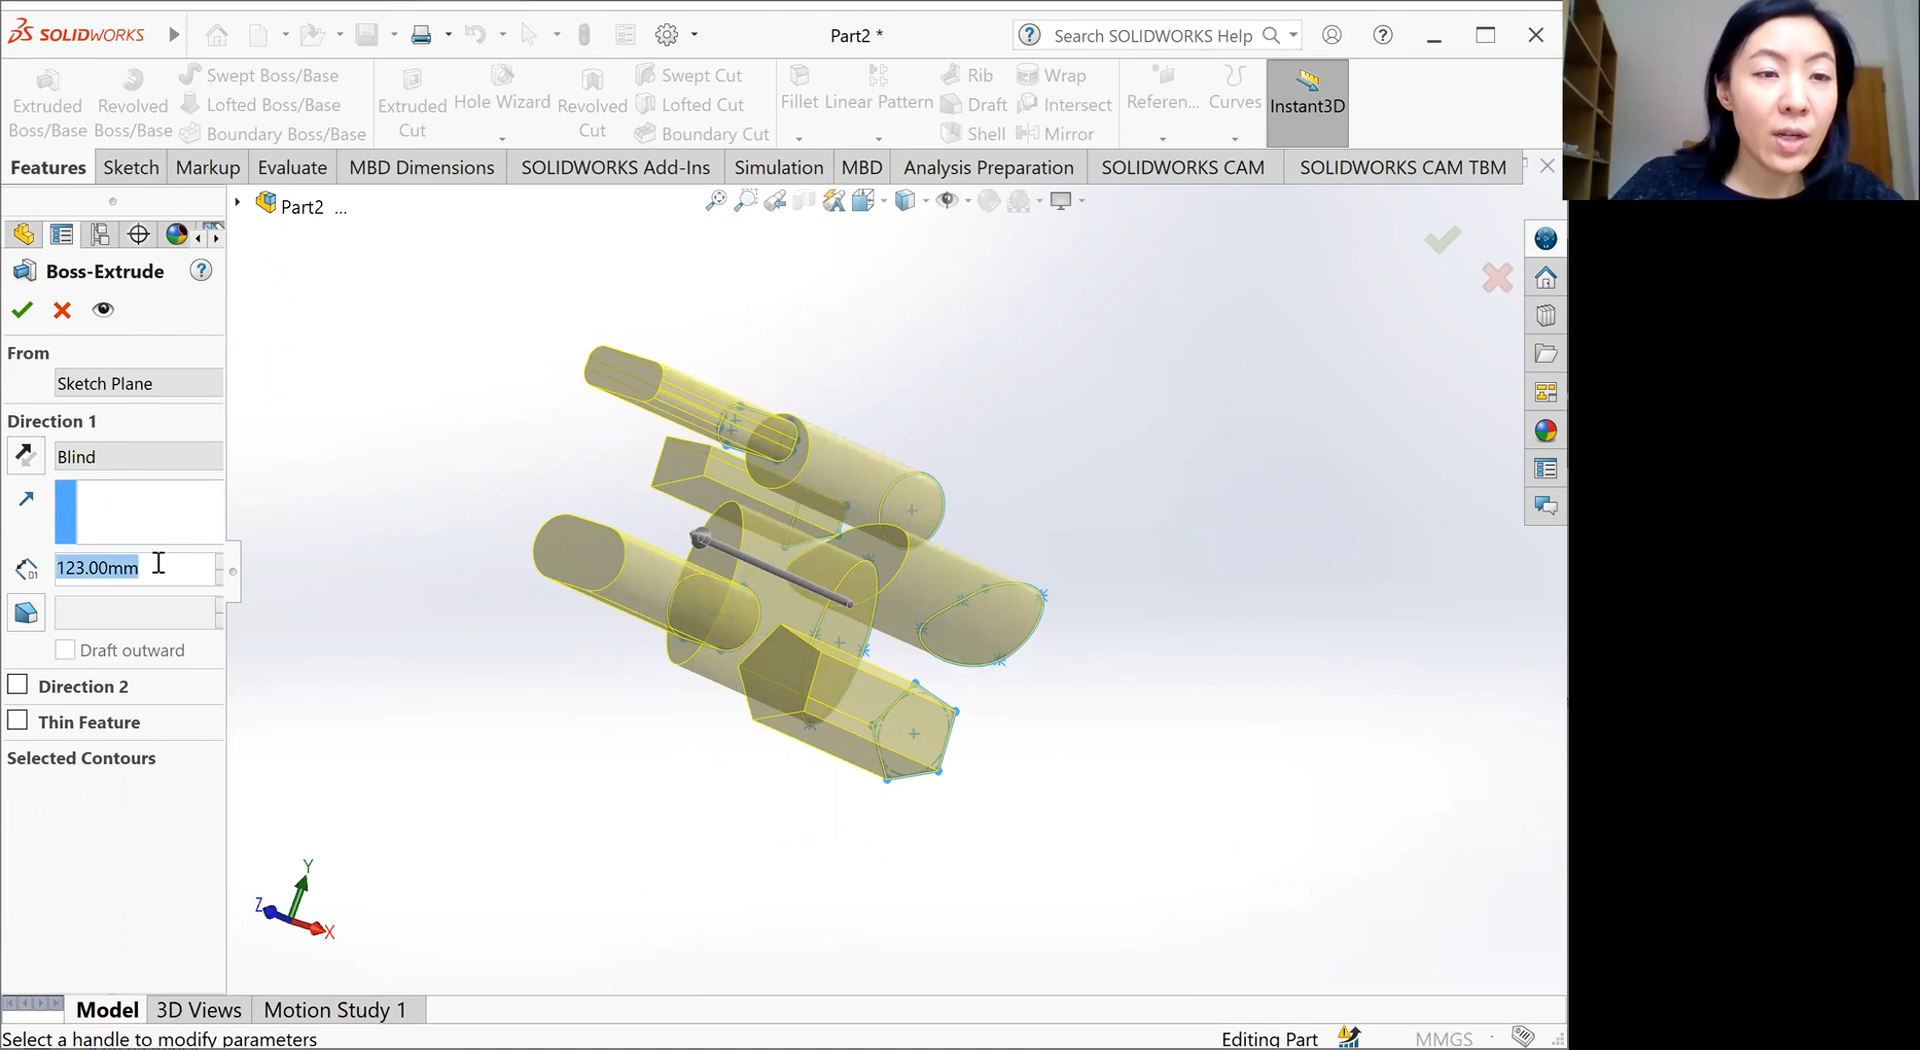 SOLIDWORKS
Part2 *
Search SOLIDWORKS Help
Extruded Boss/Base
Revolved Boss/Base
Swept Boss/Base
Lofted Boss/Base
Boundary Boss/Base
Extruded Cut
Hole Wizard
Revolved Cut
Swept Cut
Lofted Cut
Boundary Cut
Fillet
Linear Pattern
Rib
Draft
Shell
Wrap
Intersect
Mirror
Referen...
Curves
Instant3D
Features
Sketch
Markup
Evaluate
MBD Dimensions
SOLIDWORKS Add-Ins
Simulation
MBD
Analysis Preparation
SOLIDWORKS CAM
SOLIDWORKS CAM TBM
Part2 ...
Boss-Extrude
From
Sketch Plane
Direction 1
Blind
D1
123.00mm
Draft outward
Direction 2
Thin Feature
Selected Contours
Y
Z
X
Model
3D Views
Motion Study 1
Select a handle to modify parameters
Editing Part
MMGS